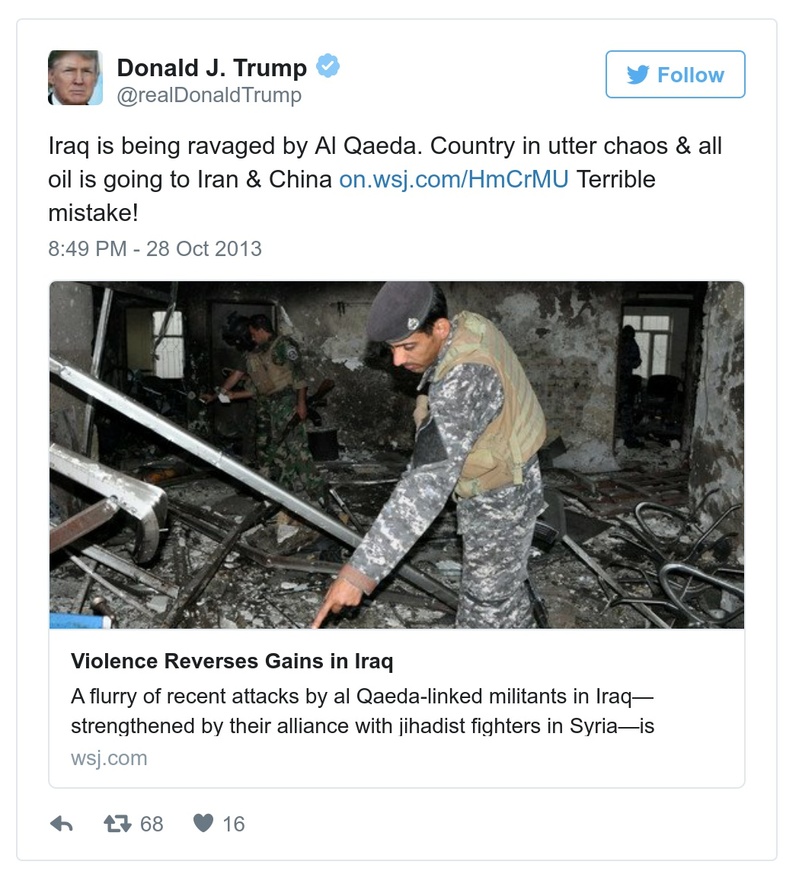 Donald J. Trump
@realDonaldTrump
Follow
Iraq is being ravaged by Al Qaeda. Country in utter chaos & all
oil is going to Iran & China on.wsj.com/HmCrMU Terrible
mistake!
8:49 PM - 28 Oct 2013
Violence Reverses Gains in Iraq
A flurry of recent attacks by al Qaeda-linked militants in Iraq—
strengthened by their alliance with jihadist fighters in Syria—is
wsj.com
68 16